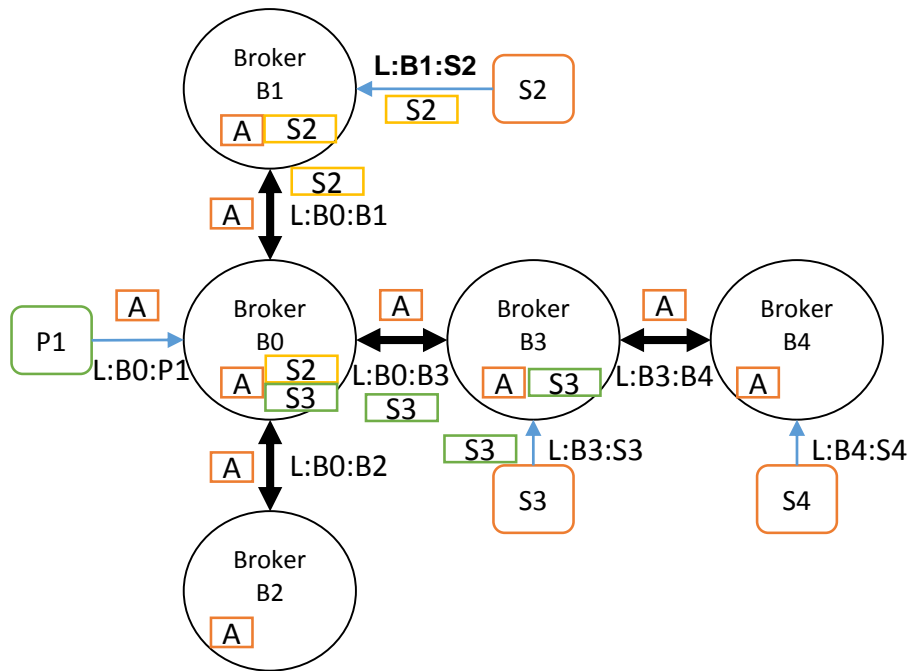 Broker
B1
A S2
L:B1:S2
S2
S2
S2
A
L:B0:B1
P1
A
L:B0:P1
Broker
B0
A S2
S3
A
L:B0:B3
S3
Broker
B3
A S3
A
L:B3:B4
Broker
B4
A
S3
L:B3:S3
S3
L:B4:S4
S4
A
L:B0:B2
Broker
B2
A